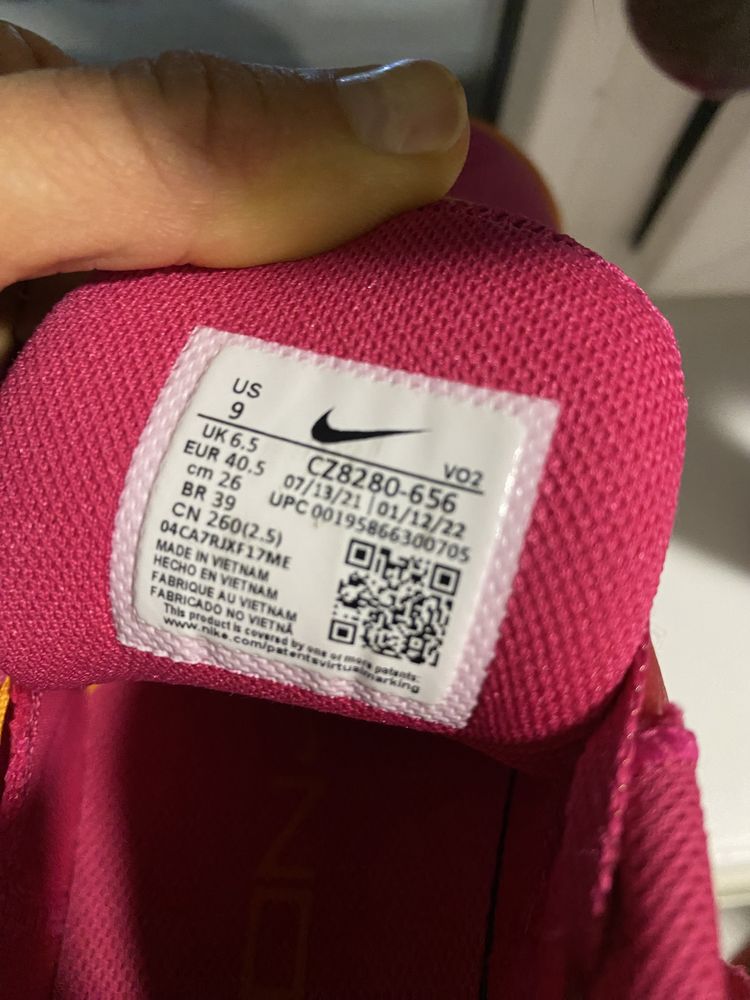 US
9
UK 6.5
EUR 40.5
cm 26
BR 39
CN 260(2.5)
04CA7RJXF17ME
VO2
CZ8280-656
07/13/21 | 01/12/22
UPC 00195866300705
MADE IN VIETNAM
HECHO EN VIETNAM
FABRIQUE AU VIETNAM
FABRICADO NO VIETNÃ
This product is covered by one of more patents:
www.nike.com/patentsvirtualmarking